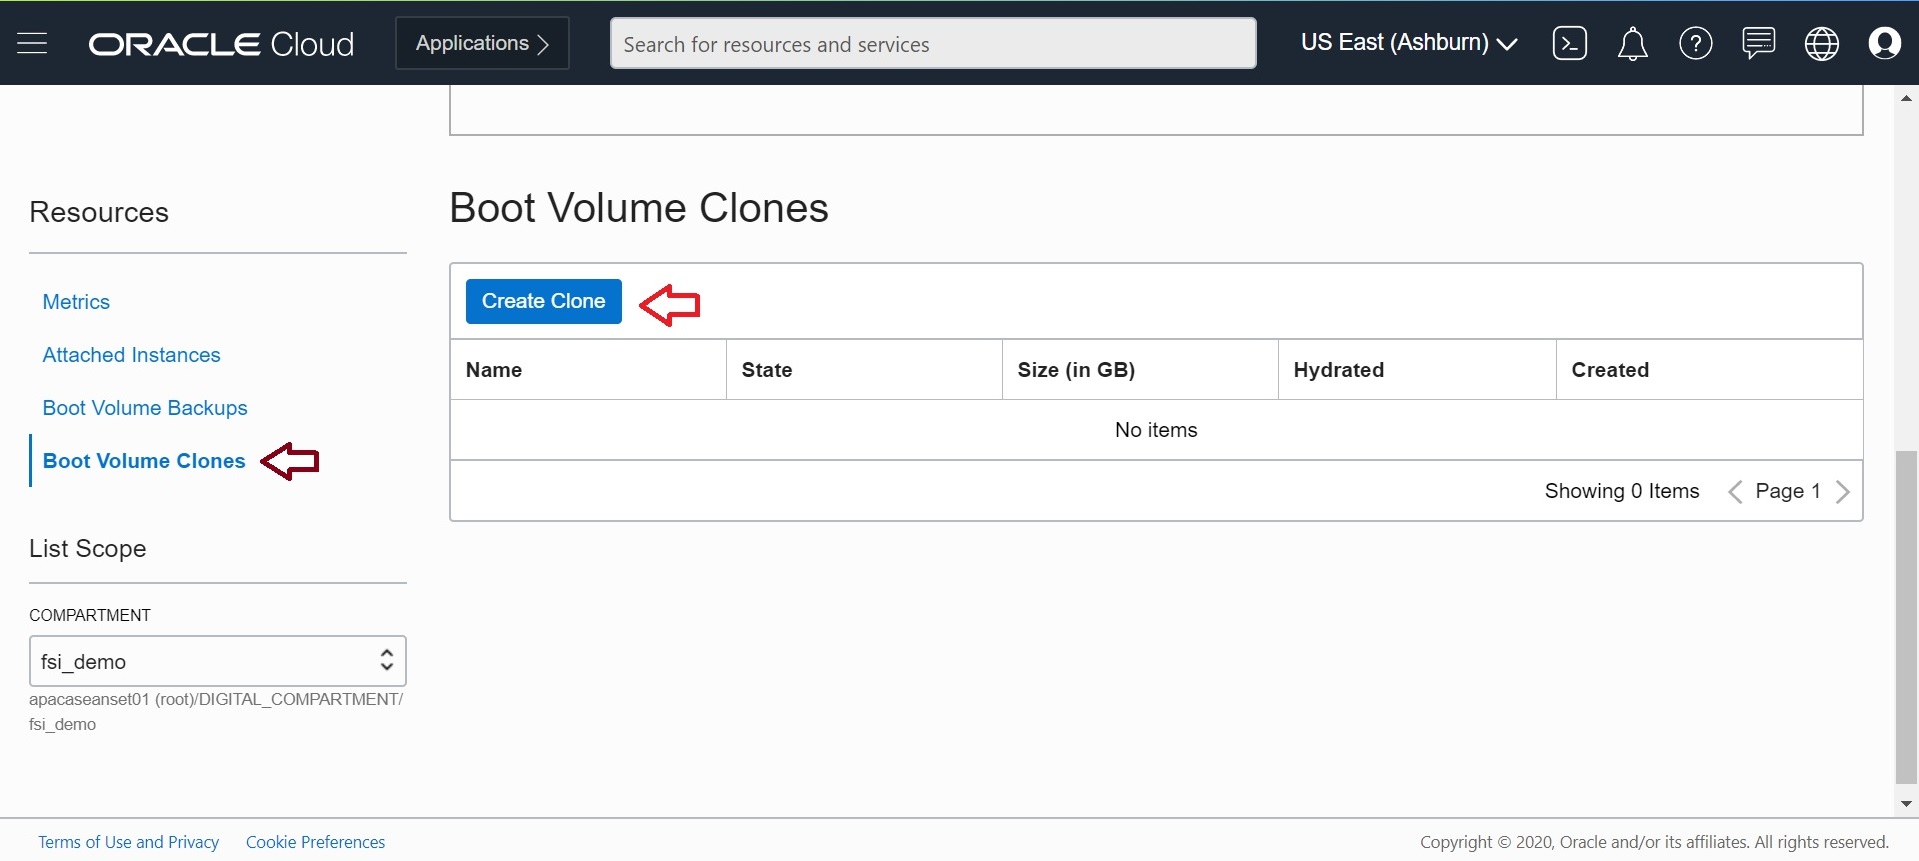 ORACLE Cloud
Applications
Search for resources and services
US East (Ashburn)
Resources
Metrics
Attached Instances
Boot Volume Backups
Boot Volume Clones
List Scope
COMPARTMENT
fsi_demo
apacaseanset01 (root)/DIGITAL_COMPARTMENT/
fsi_demo
Boot Volume Clones
Create Clone
Name State Size (in GB) Hydrated Created
No items
Showing 0 Items Page 1
Terms of Use and Privacy Cookie Preferences
Copyright © 2020, Oracle and/or its affiliates. All rights reserved.